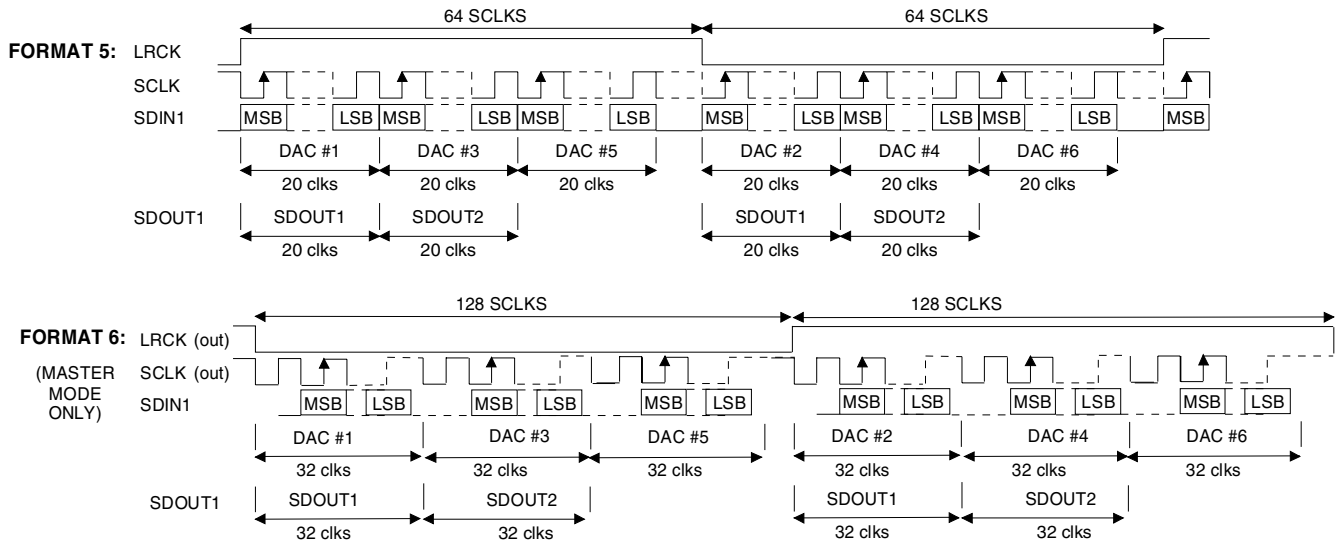 64 SCLKS 64 SCLKS
FORMAT 5: LRCK
SCLK
SDIN1 MSB LSB MSB LSB MSB LSB MSB LSB MSB LSB MSB LSB MSB
DAC #1 DAC #3 DAC #5 DAC #2 DAC #4 DAC #6
20 clks 20 clks 20 clks 20 clks 20 clks 20 clks
SDOUT1 SDOUT1 SDOUT2 SDOUT1 SDOUT2
20 clks 20 clks 20 clks 20 clks
128 SCLKS 128 SCLKS
FORMAT 6: LRCK (out)
(MASTER MODE ONLY) SCLK (out)
SDIN1 MSB LSB MSB LSB MSB LSB MSB LSB MSB LSB MSB LSB
DAC #1 DAC #3 DAC #5 DAC #2 DAC #4 DAC #6
32 clks 32 clks 32 clks 32 clks 32 clks 32 clks
SDOUT1 SDOUT1 SDOUT2 SDOUT1 SDOUT2
32 clks 32 clks 32 clks 32 clks